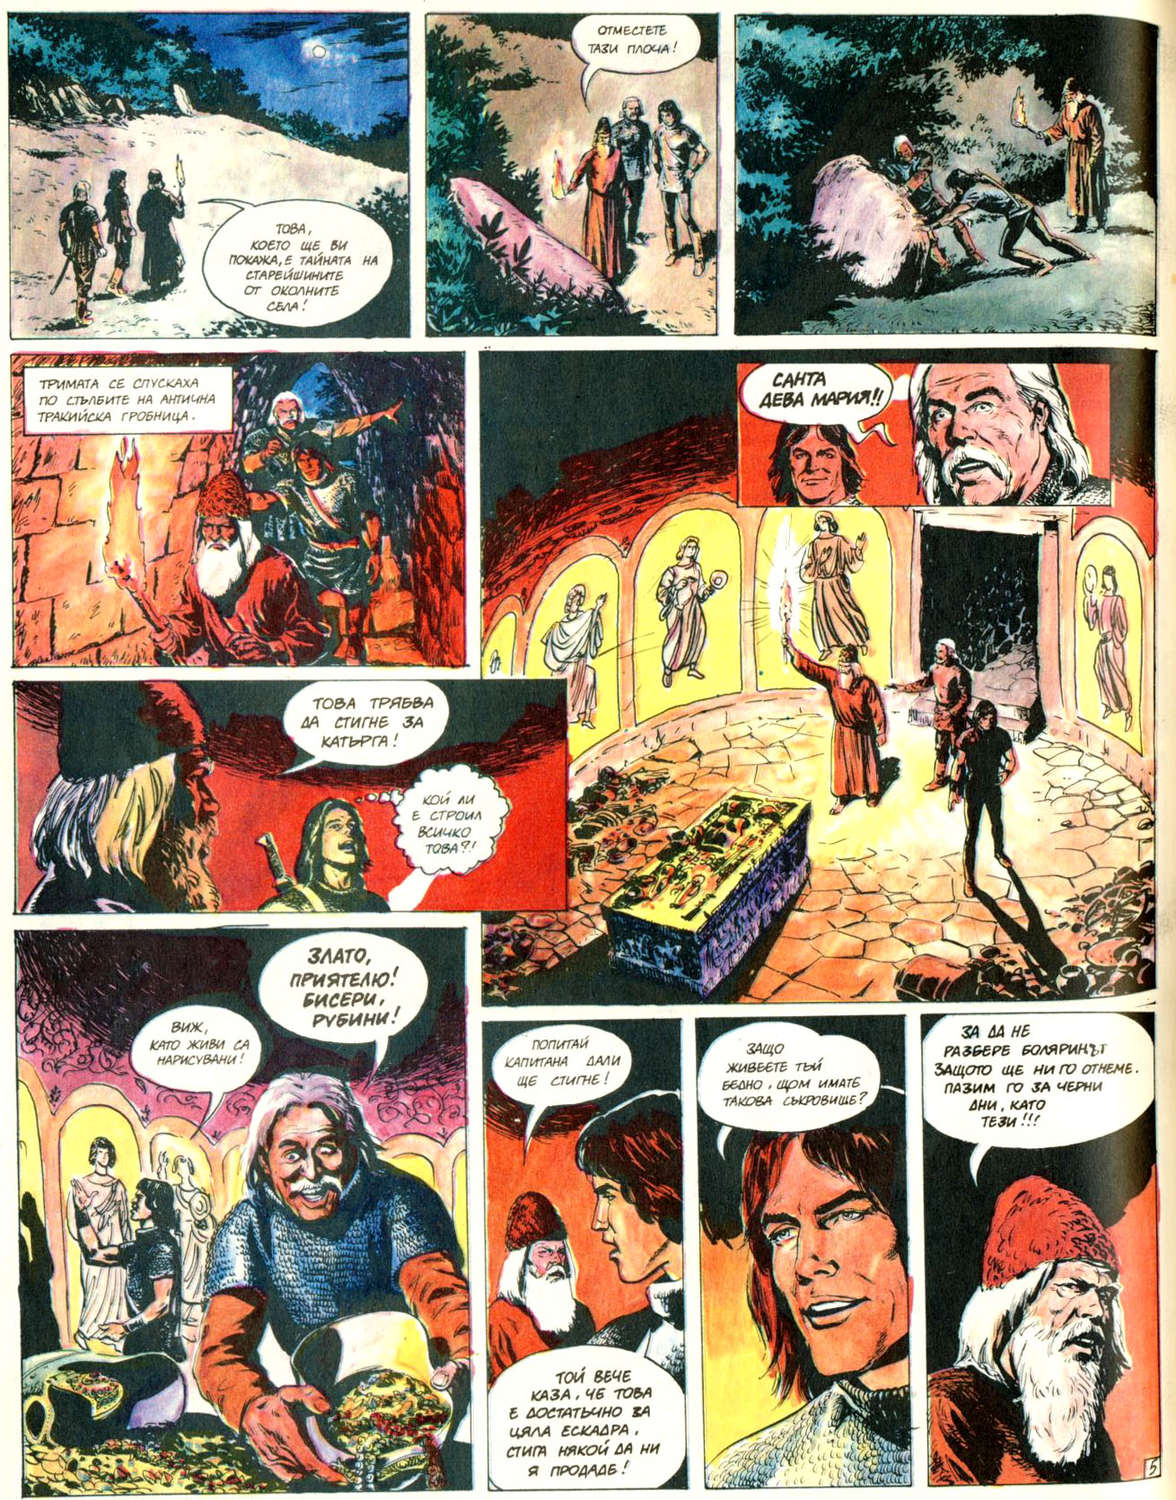 ТОВА,
КОЕТО ЩЕ ВИ
ПОКАЖА, Е ТАЙНАТА НА
СТАРЕЙШИНИТЕ
ОТ ОКОЛНИТЕ
СЕЛА!
ОТМЕСТЕТЕ
ТАЗИ ПЛОЧА!
ТРИМАТА СЕ СПУСКАХА
ПО СТЪЛБИТЕ НА АНТИЧНА
ТРАКИЙСКА ГРОБНИЦА.
САНТА
ДЕВА МАРИЯ!!
ТОВА ТРЯБВА
ДА СТИГНЕ ЗА
КАТЪРГА!
КОЙ ЛИ
Е СТРОИЛ
ВСИЧКО
ТОВА?!
ВИЖ,
КАТО ЖИВИ СА
НАРИСУВАНИ!
ЗЛАТО,
ПРИЯТЕЛЮ!
БИСЕРИ,
РУБИНИ!
ПОПИТАЙ
КАПИТАНА ДАЛИ
ЩЕ СТИГНЕ!
ТОЙ ВЕЧЕ
КАЗА, ЧЕ ТОВА
Е ДОСТАТЪЧНО ЗА
ЦЯЛА ЕСКАДРА,
СТИГА НЯКОЙ ДА НИ
Я ПРОДАДЕ!
ЗАЩО
ЖИВЕЕТЕ ТЪЙ
БЕДНО, ЩОМ ИМАТЕ
ТАКОВА СЪКРОВИЩЕ?
ЗА ДА НЕ
РАЗБЕРЕ БОЛЯРИНЪТ
ЗАЩОТО ЩЕ НИ ГО ОТНЕМЕ.
ПАЗИМ ГО ЗА ЧЕРНИ
ДНИ, КАТО
ТЕЗИ!!!
5